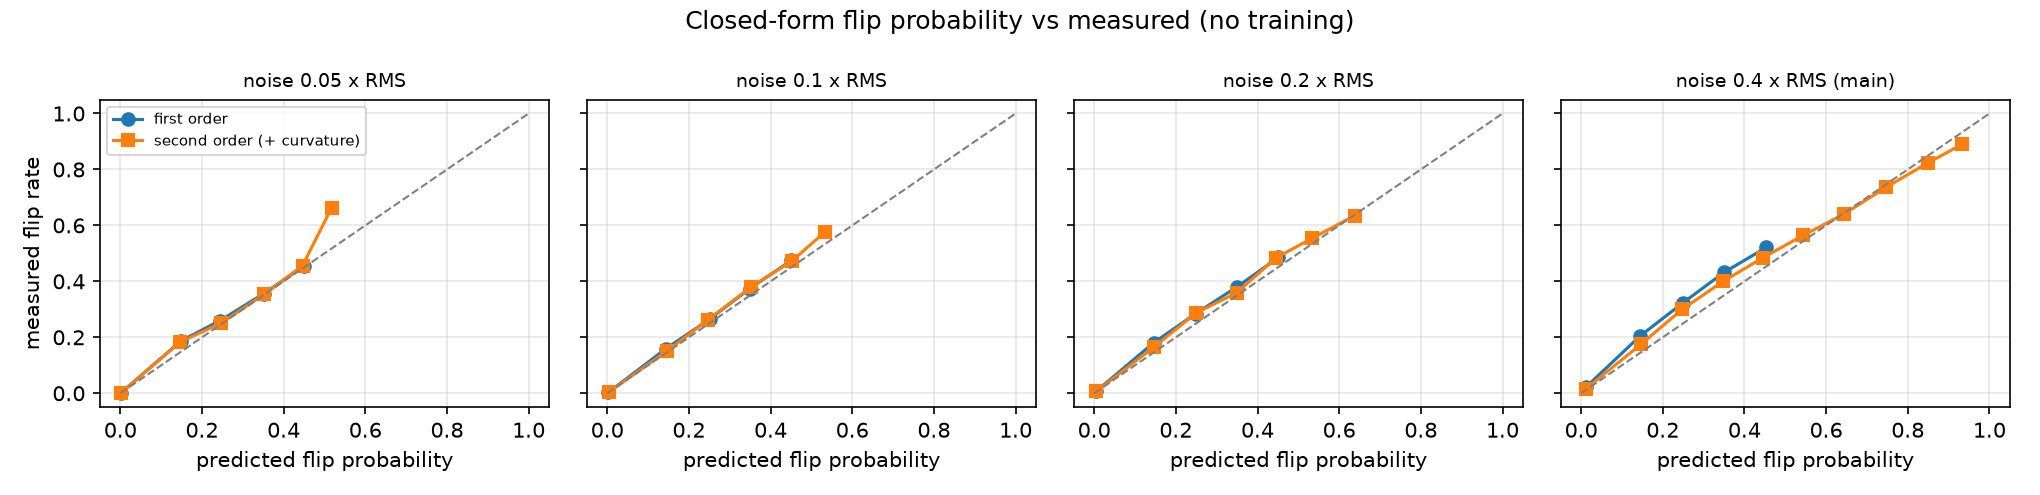 Closed-form flip probability vs measured (no training)
noise 0.05 x RMS
noise 0.1 x RMS
noise 0.2 x RMS
noise 0.4 x RMS (main)
first order
second order (+ curvature)
measured flip rate
1.0
0.8
0.6
0.4
0.2
0.0
0.0 0.2 0.4 0.6 0.8 1.0
0.0 0.2 0.4 0.6 0.8 1.0
0.0 0.2 0.4 0.6 0.8 1.0
0.0 0.2 0.4 0.6 0.8 1.0
predicted flip probability
predicted flip probability
predicted flip probability
predicted flip probability